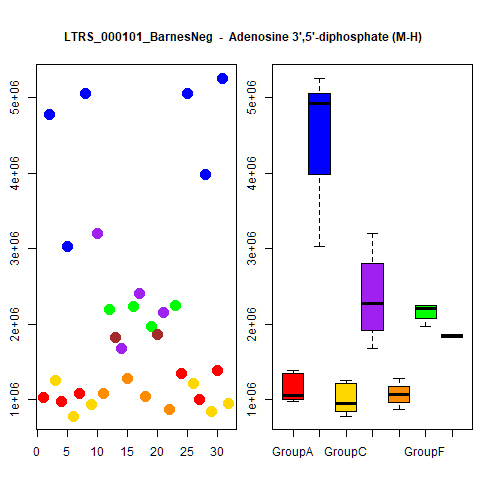 LTRS_000101_BarnesNeg - Adenosine 3',5'-diphosphate (M-H)
5e+06
4e+06
3e+06
2e+06
1e+06
0 5 10 15 20 25 30
5e+06
4e+06
3e+06
2e+06
1e+06
GroupA GroupC GroupF